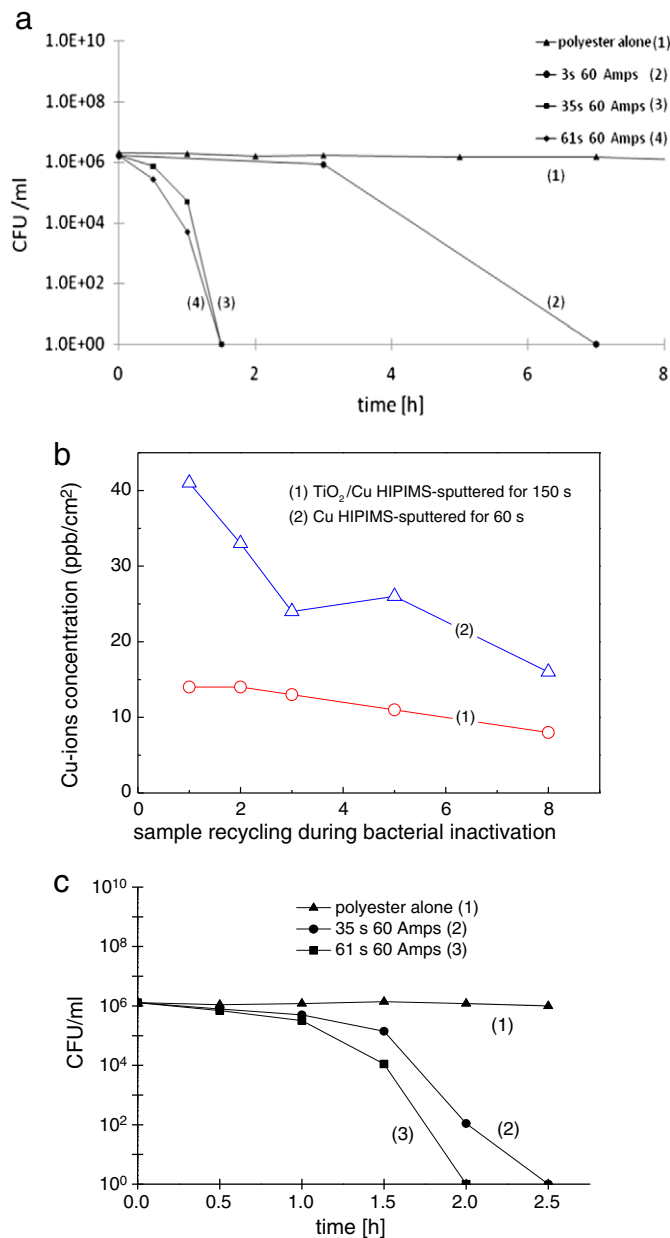 a
1.0E+10
1.0E+08
1.0E+06
1.0E+04
1.0E+02
1.0E+00
CFU /ml
polyester alone (1)
3s 60 Amps (2)
35s 60 Amps (3)
61s 60 Amps (4)
(1)
(4)
(3)
(2)
0
2
4
6
8
time [h]
b
40
30
20
10
0
Cu-ions concentration (ppb/cm²)
(1) TiO₂/Cu HIPIMS-sputtered for 150 s
(2) Cu HIPIMS-sputtered for 60 s
(2)
(1)
0
2
4
6
8
sample recycling during bacterial inactivation
c
10¹⁰
10⁸
10⁶
10⁴
10²
10⁰
CFU/ml
polyester alone (1)
35 s 60 Amps (2)
61 s 60 Amps (3)
(1)
(3)
(2)
0.0
0.5
1.0
1.5
2.0
2.5
time [h]